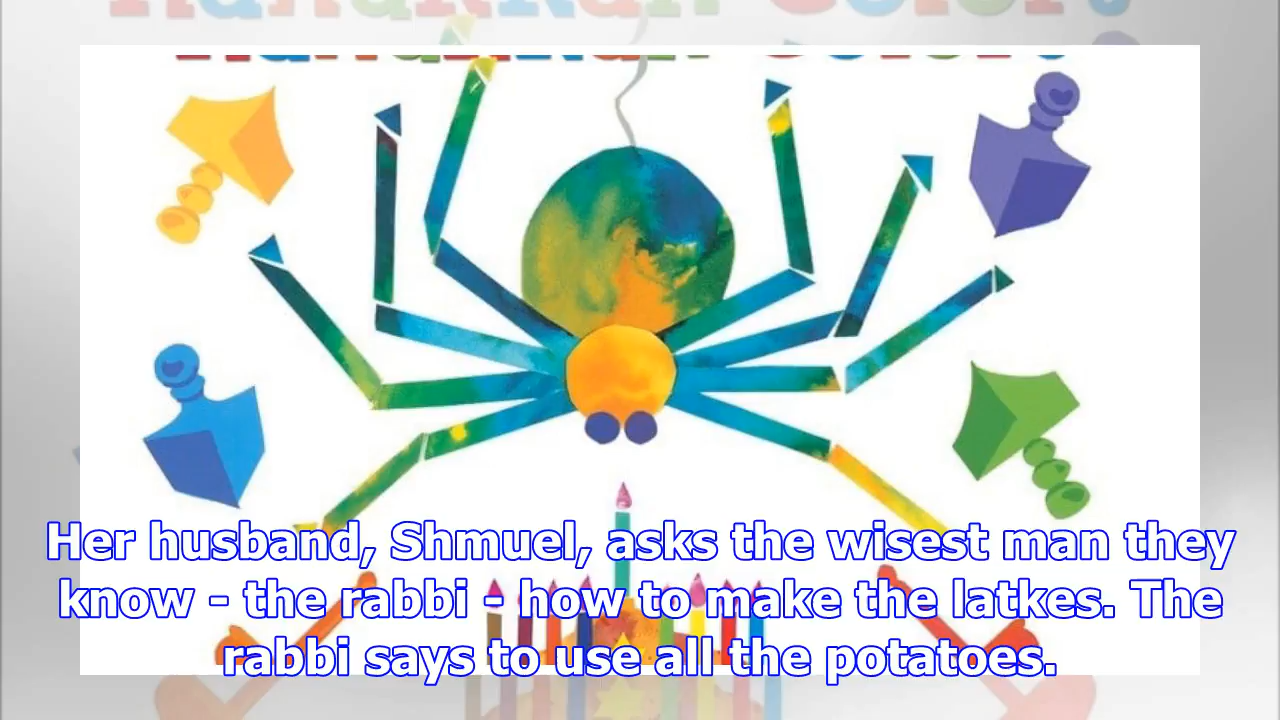 Her husband, Shmuel, asks the wisest man they
know - the rabbi - how to make the latkes. The
rabbi says to use all the potatoes.